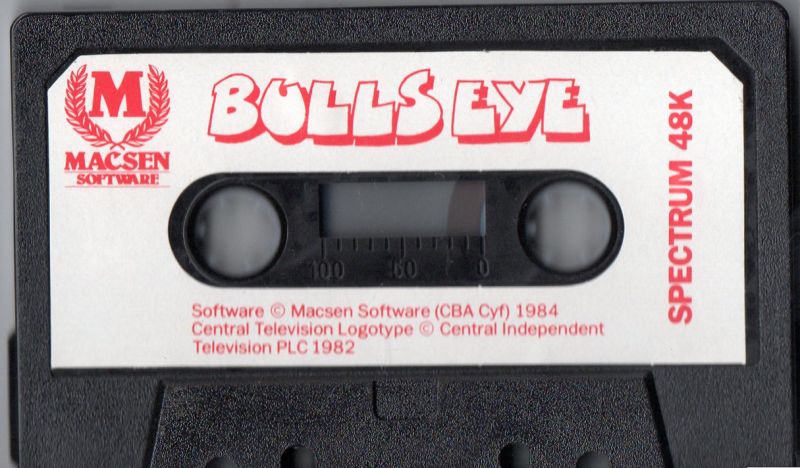 M
MACSEN
SOFTWARE
BULLSEYE
SPECTRUM 48K
100 50 0
Software © Macsen Software (CBA Cyf) 1984
Central Television Logotype © Central Independent
Television PLC 1982